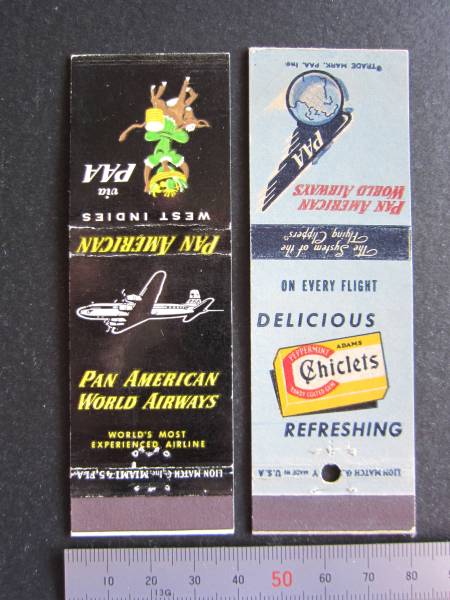 WEST INDIES
via
PAA
PAN AMERICAN
PAN AMERICAN
WORLD AIRWAYS
WORLD'S MOST
EXPERIENCED AIRLINE
LION MATCH
INC. MIAMI
®TRADE MARK, PAA, Inc.
PAA
PAN AMERICAN
WORLD AIRWAYS
The System of the
Flying Clippers
ON EVERY FLIGHT
DELICIOUS
ADAMS
PEPPERMINT
Chiclets
CANDY COATED GUM
REFRESHING
LION MATCH
MADE IN U.S.A
10 20 30 40 50 60 70 80
13G